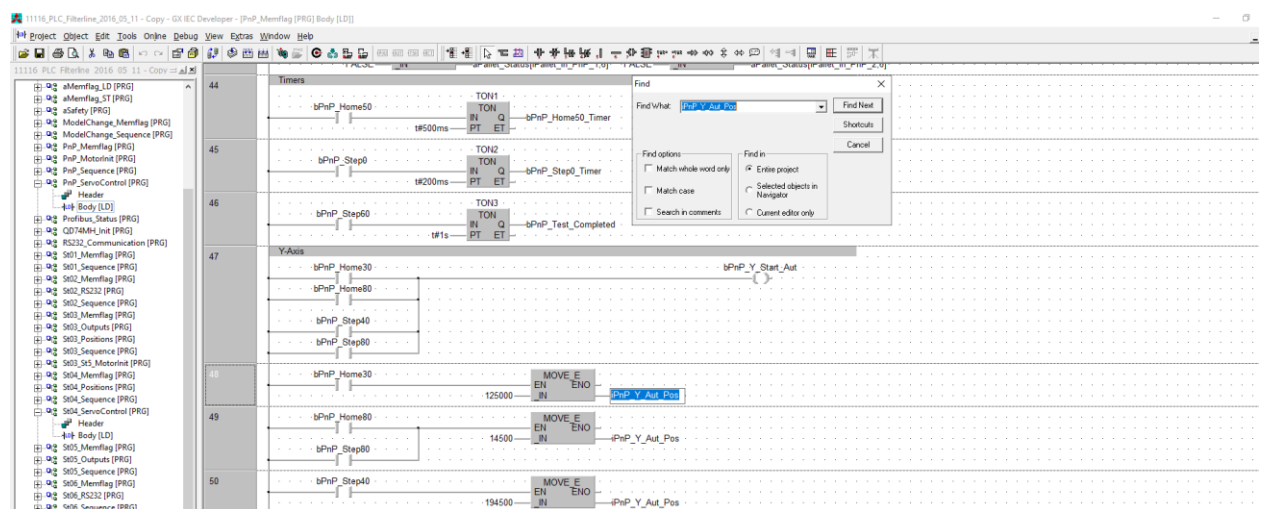 11116_PLC_Filterline_2016_05_11 - Copy - GX IEC Developer - [PnP_Memflag [PRG] Body [LD]]
Project Object Edit Tools Online Debug View Extras Window Help
11116 PLC Filterline 2016 05 11 - Copy
aMemflag_LD [PRG]
aMemflag_ST [PRG]
aSafety [PRG]
ModelChange_Memflag [PRG]
ModelChange_Sequence [PRG]
PnP_Memflag [PRG]
PnP_MotorInit [PRG]
PnP_Sequence [PRG]
PnP_ServoControl [PRG]
Header
Body [LD]
Profibus_Status [PRG]
QD74MH_Init [PRG]
RS232_Communication [PRG]
St01_Memflag [PRG]
St01_Sequence [PRG]
St02_Memflag [PRG]
St02_RS232 [PRG]
St02_Sequence [PRG]
St03_Memflag [PRG]
St03_Outputs [PRG]
St03_Positions [PRG]
St03_Sequence [PRG]
St03_St5_MotorInit [PRG]
St04_Memflag [PRG]
St04_Positions [PRG]
St04_Sequence [PRG]
St04_ServoControl [PRG]
Header
Body [LD]
St05_Memflag [PRG]
St05_Outputs [PRG]
St05_Sequence [PRG]
St06_Memflag [PRG]
St06_RS232 [PRG]
St06_Sequence [PRG]
44
Timers
TON1
bPnP_Home50
TON
IN Q
bPnP_Home50_Timer
t#500ms
PT ET
45
TON2
bPnP_Step0
TON
IN Q
bPnP_Step0_Timer
t#200ms
PT ET
46
TON3
bPnP_Step60
TON
IN Q
bPnP_Test_Completed
t#1s
PT ET
47
Y-Axis
bPnP_Home30
bPnP_Y_Start_Aut
bPnP_Home80
bPnP_Step40
bPnP_Step80
48
bPnP_Home30
MOVE_E
EN ENO
125000
_IN
iPnP_Y_Aut_Pos
49
bPnP_Home80
MOVE_E
EN ENO
14500
_IN
iPnP_Y_Aut_Pos
bPnP_Step80
50
bPnP_Step40
MOVE_E
EN ENO
194500
_IN
iPnP_Y_Aut_Pos
Find
Find What:
iPnP_Y_Aut_Pos
Find Next
Shortcuts
Cancel
Find options
Match whole word only
Match case
Search in comments
Find in
Entire project
Selected objects in
Navigator
Current editor only